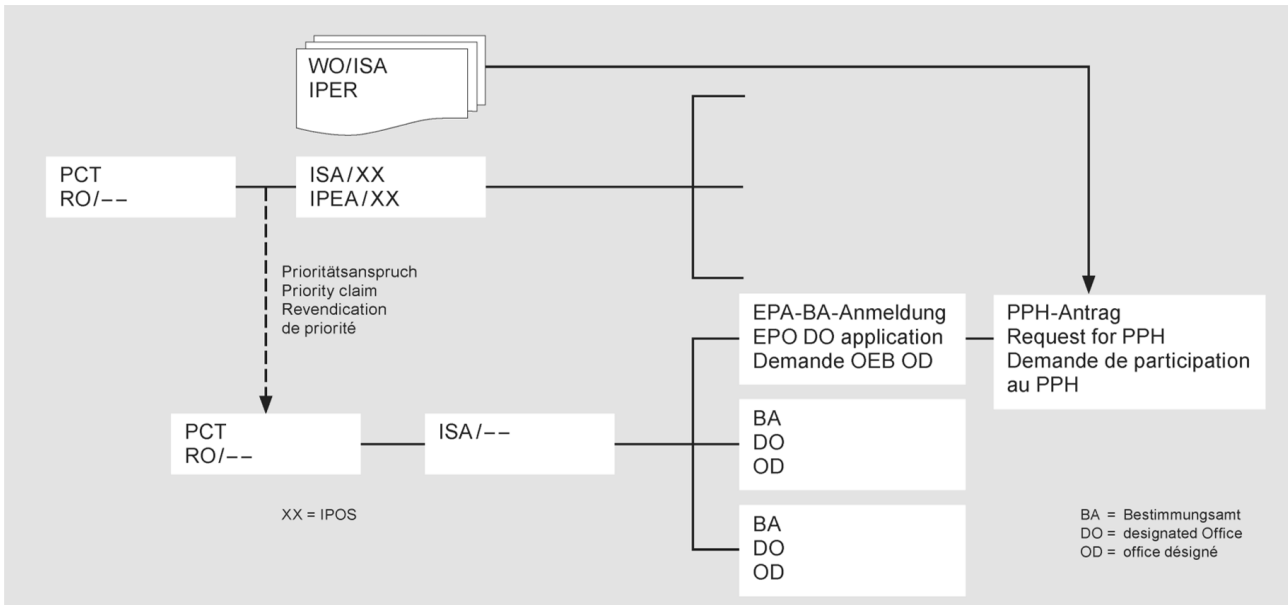 WO/ISA
IPER
PCT
RO/– –
ISA/XX
IPEA/XX
Prioritätsanspruch
Priority claim
Revendication
de priorité
EPA-BA-Anmeldung
EPO DO application
Demande OEB OD
PPH-Antrag
Request for PPH
Demande de participation
au PPH
PCT
RO/– –
ISA/– –
BA
DO
OD
XX = IPOS
BA
DO
OD
BA = Bestimmungsamt
DO = designated Office
OD = office désigné